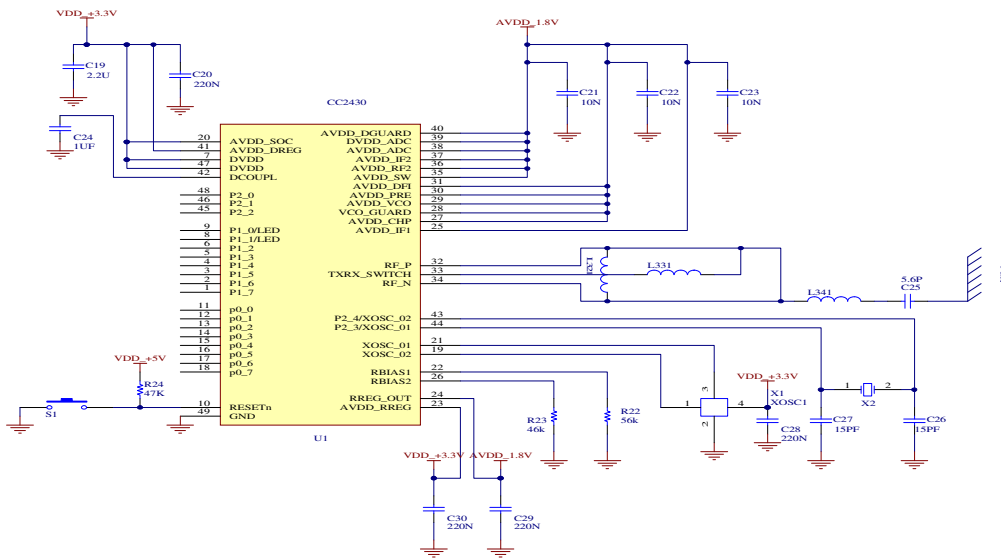 VDD_+3.3V
AVDD_1.8V
C19
2.2U
C20
220N
C21
10N
C22
10N
C23
10N
CC2430
C24
1UF
20 AVDD_SOC
41 AVDD_DREG
7 DVDD
47 DVDD
42 DCOUPL
48 P2_0
46 P2_1
45 P2_2
9 P1_0/LED
8 P1_1/LED
6 P1_2
5 P1_3
4 P1_4
3 P1_5
2 P1_6
1 P1_7
11 p0_0
12 p0_1
13 p0_2
14 p0_3
15 p0_4
16 p0_5
17 p0_6
18 p0_7
10 RESETn
49 GND
AVDD_DGUARD 40
DVDD_ADC 39
AVDD_ADC 38
AVDD_IF2 37
AVDD_RF2 36
AVDD_SW 35
AVDD_DFI 31
AVDD_PRE 30
AVDD_VCO 29
VCO_GUARD 28
AVDD_CHP 27
AVDD_IF1 25
RF_P 32
TXRX_SWITCH 33
RF_N 34
P2_4/XOSC_02 43
P2_3/XOSC_01 44
XOSC_01 21
XOSC_02 19
RBIAS1 22
RBIAS2 26
RREG_OUT 24
AVDD_RREG 23
U1
L331
L341
5.6P
C25
VDD_+5V
R24
47K
S1
R23
46k
R22
56k
3
1 4
2
VDD_+3.3V
X1
XOSC1
C28
220N
1 2
X2
C27
15PF
C26
15PF
VDD_+3.3V
AVDD_1.8V
C30
220N
C29
220N